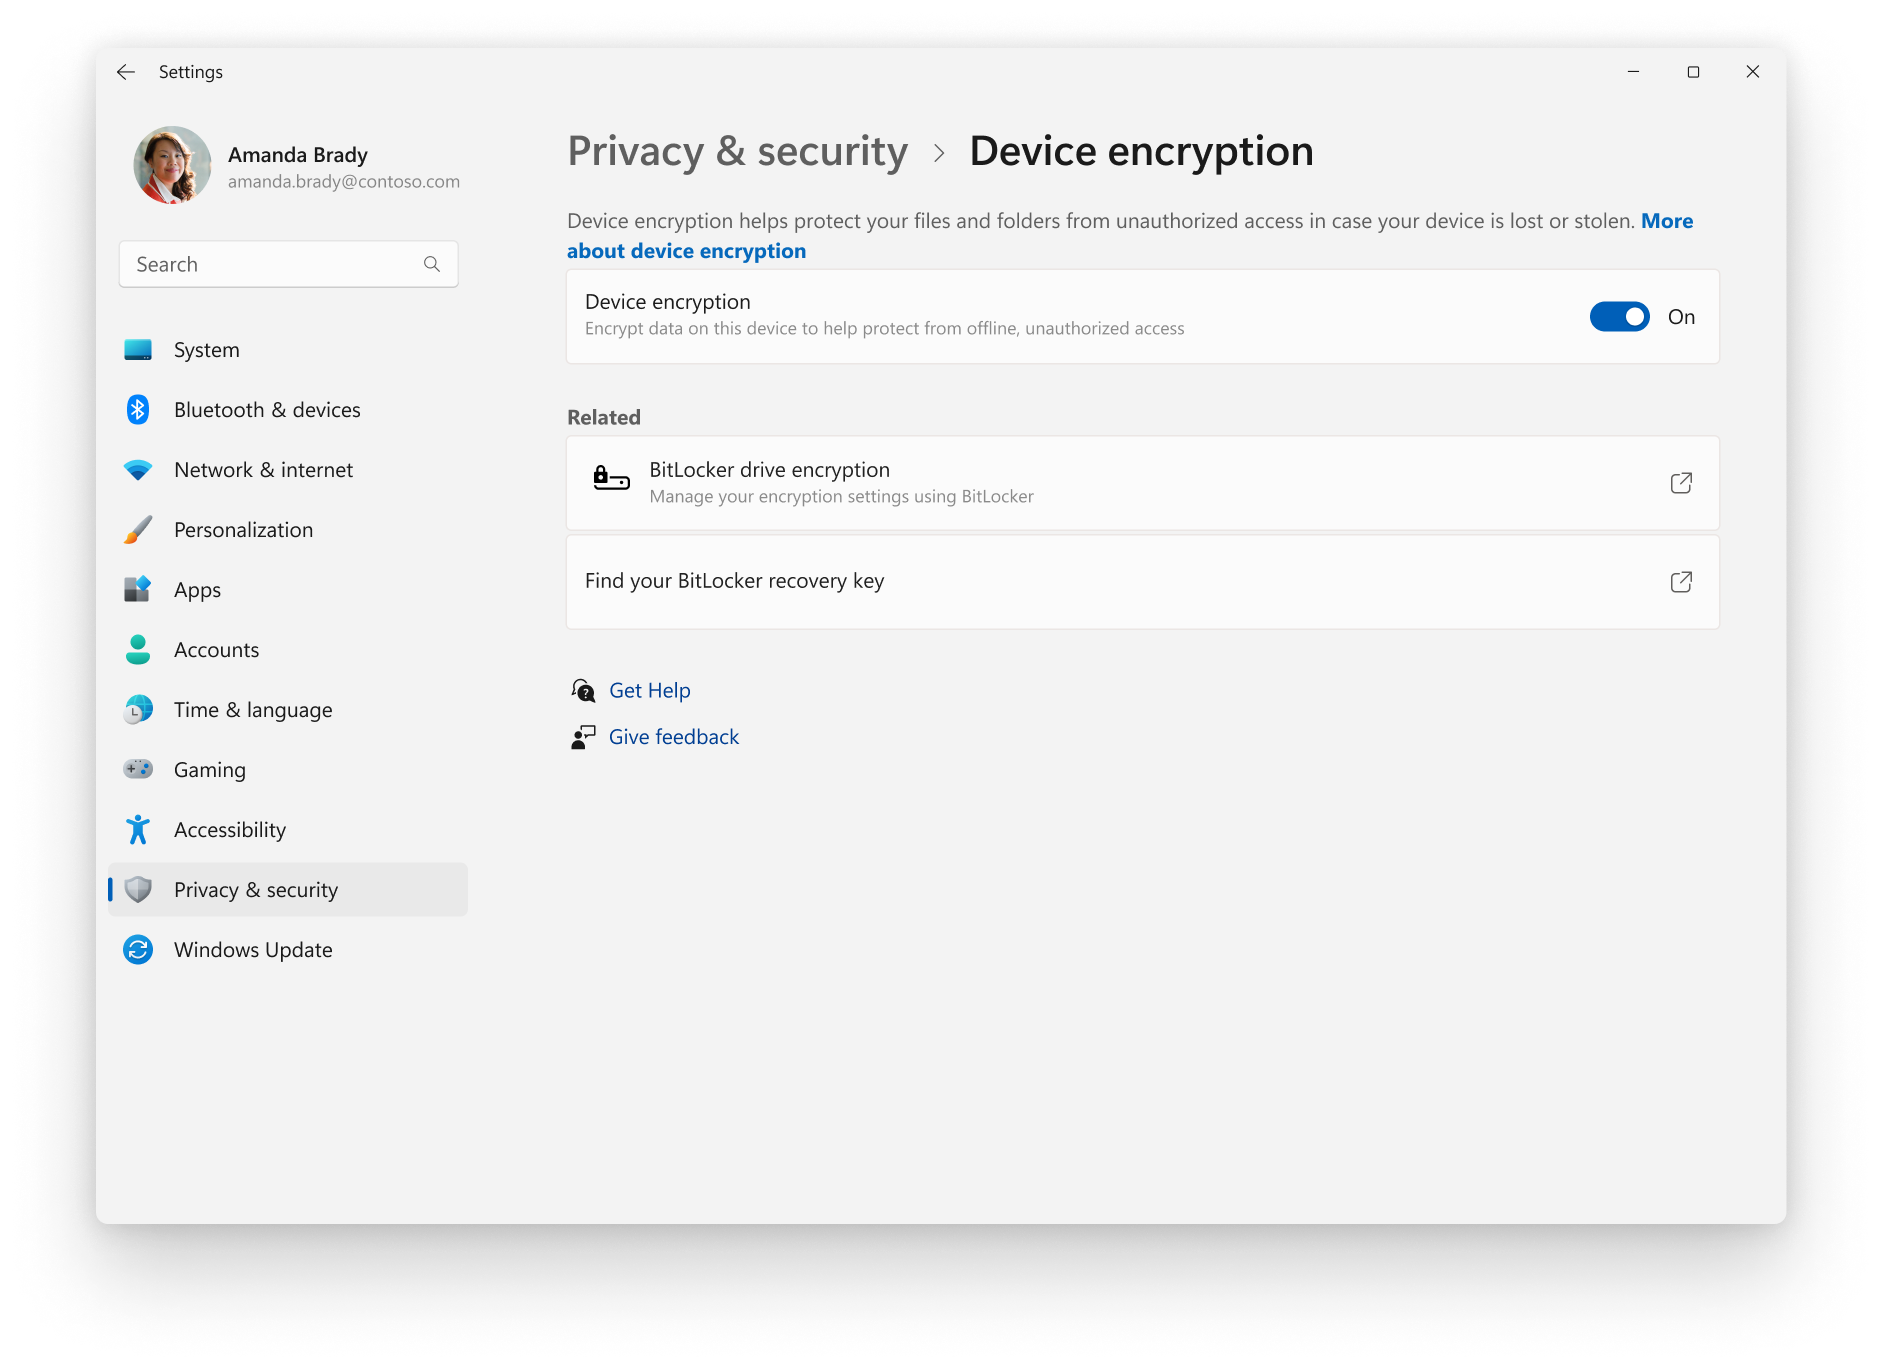 Settings
Amanda Brady
amanda.brady@contoso.com
Search
System
Bluetooth & devices
Network & internet
Personalization
Apps
Accounts
Time & language
Gaming
Accessibility
Privacy & security
Windows Update
Privacy & security > Device encryption
Device encryption helps protect your files and folders from unauthorized access in case your device is lost or stolen. More
about device encryption
Device encryption
Encrypt data on this device to help protect from offline, unauthorized access
On
Related
BitLocker drive encryption
Manage your encryption settings using BitLocker
Find your BitLocker recovery key
Get Help
Give feedback